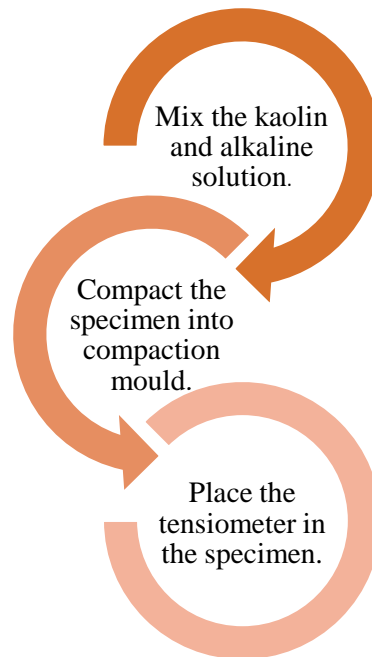 Mix the kaolin
and alkaline
solution.
Compact the
specimen into
compaction
mould.
Place the
tensiometer in
the specimen.